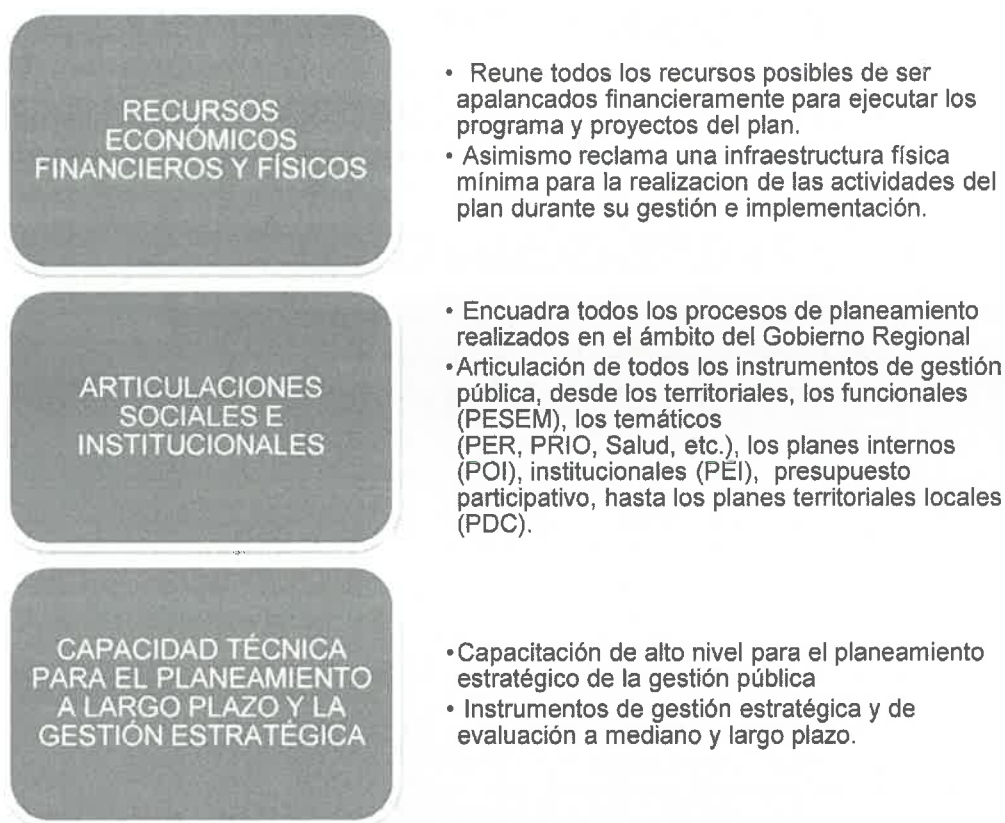 RECURSOS
ECONÓMICOS
FINANCIEROS Y FÍSICOS
• Reune todos los recursos posibles de ser
apalancados financieramente para ejecutar los
programa y proyectos del plan.
• Asimismo reclama una infraestructura física
mínima para la realizacion de las actividades del
plan durante su gestión e implementación.
ARTICULACIONES
SOCIALES E
INSTITUCIONALES
• Encuadra todos los procesos de planeamiento
realizados en el ámbito del Gobierno Regional
•Articulación de todos los instrumentos de gestión
pública, desde los territoriales, los funcionales
(PESEM), los temáticos
(PER, PRIO, Salud, etc.), los planes internos
(POI), institucionales (PEI), presupuesto
participativo, hasta los planes territoriales locales
(PDC).
CAPACIDAD TÉCNICA
PARA EL PLANEAMIENTO
A LARGO PLAZO Y LA
GESTIÓN ESTRATÉGICA
•Capacitación de alto nivel para el planeamiento
estratégico de la gestión pública
• Instrumentos de gestión estratégica y de
evaluación a mediano y largo plazo.